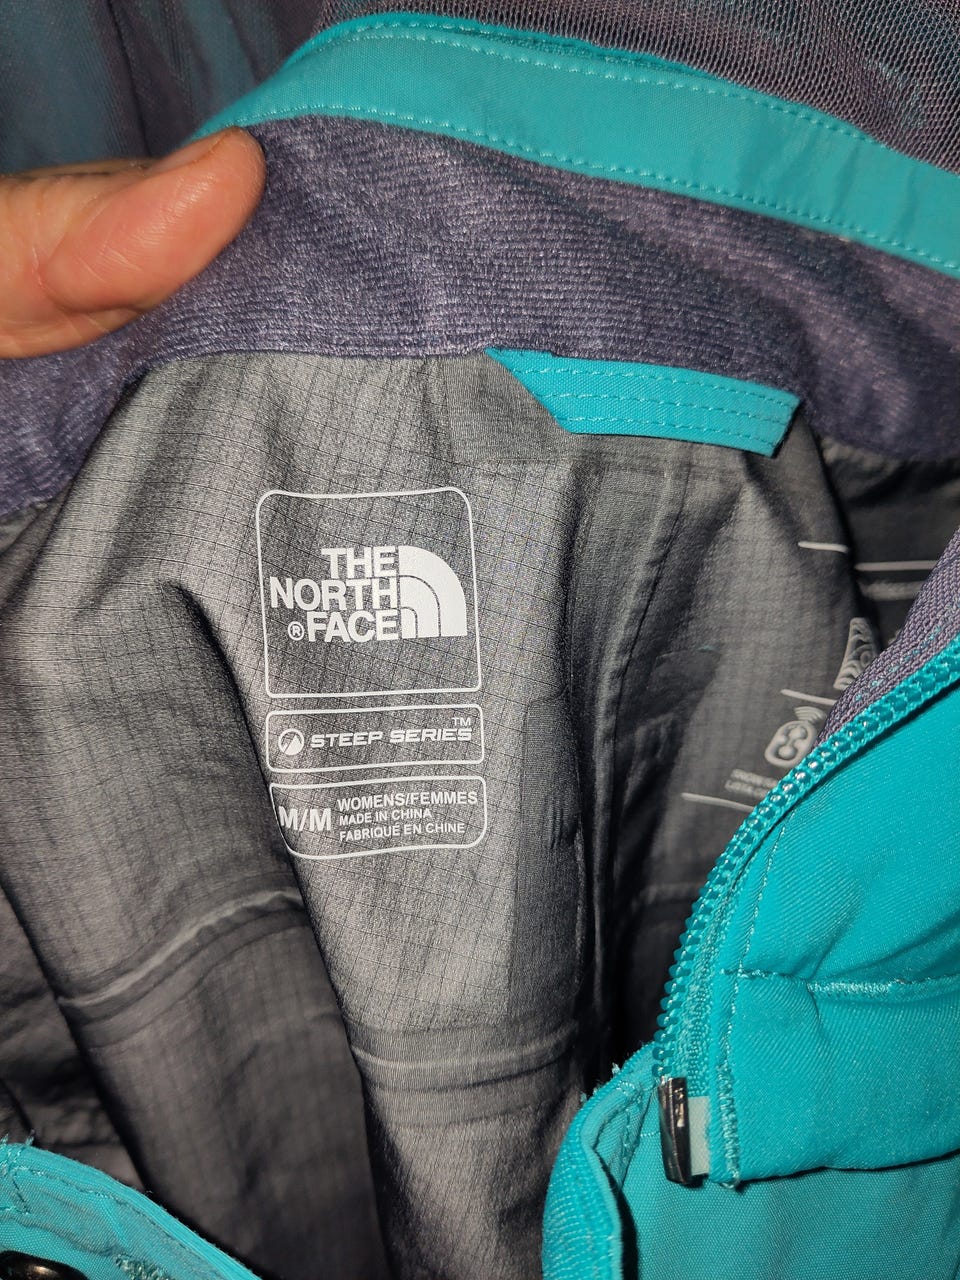 THE
NORTH
®FACE
STEEP SERIES™
M/M
WOMENS/FEMMES
MADE IN CHINA
FABRIQUÉ EN CHINE